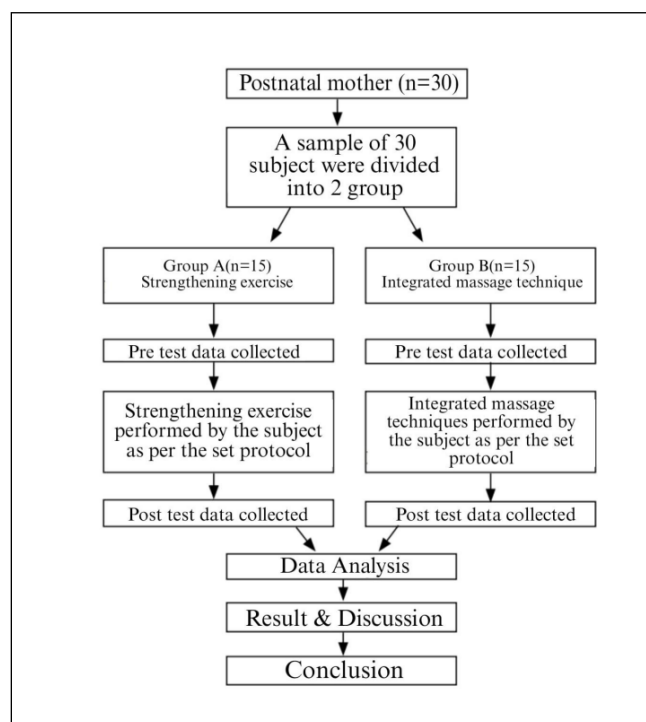 Postnatal mother (n=30)
A sample of 30
subject were divided
into 2 group
Group A(n=15)
Strengthening exercise
Group B(n=15)
Integrated massage technique
Pre test data collected
Pre test data collected
Strengthening exercise
performed by the subject
as per the set protocol
Integrated massage
techniques performed by
the subject as per the set
protocol
Post test data collected
Post test data collected
Data Analysis
Result & Discussion
Conclusion